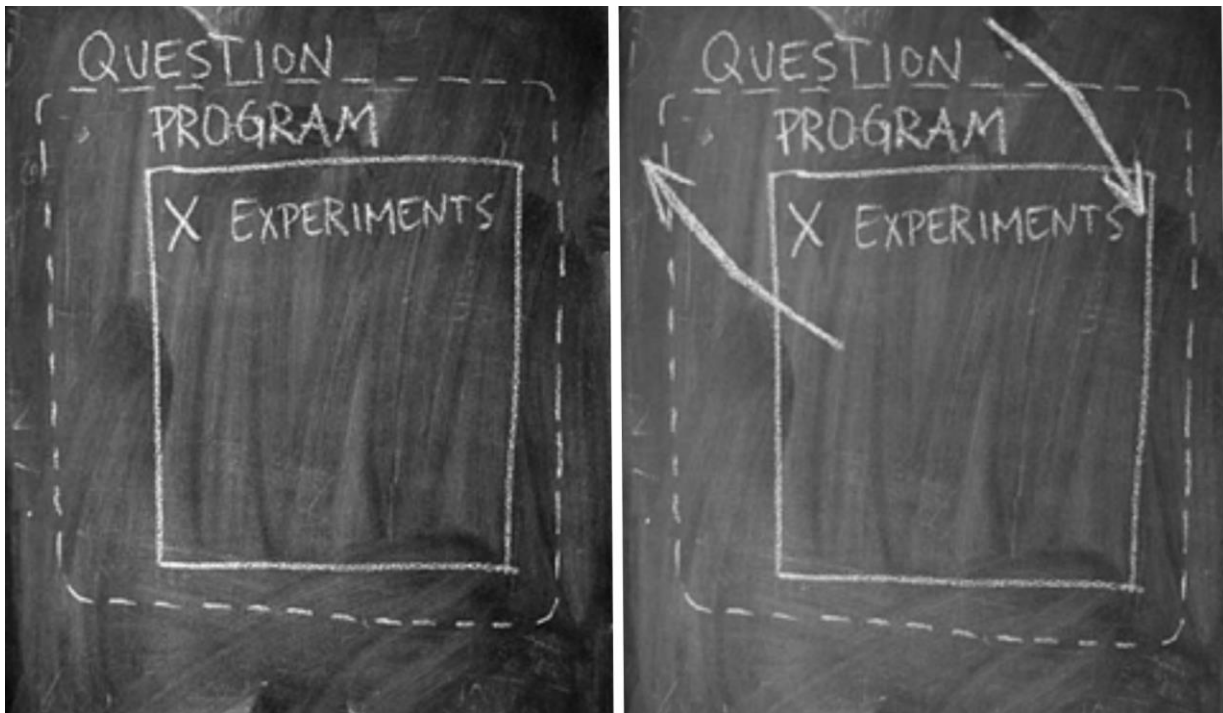 QUESTION
PROGRAM
X EXPERIMENTS
QUESTION
PROGRAM
X EXPERIMENTS